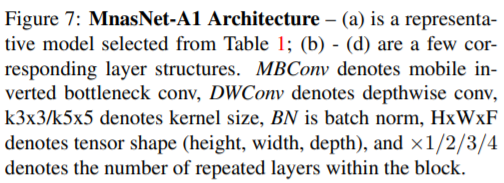 Figure 7: MnasNet-A1 Architecture – (a) is a representa-
tive model selected from Table 1; (b) - (d) are a few cor-
responding layer structures. MBConv denotes mobile in-
verted bottleneck conv, DWConv denotes depthwise conv,
k3x3/k5x5 denotes kernel size, BN is batch norm, HxWxF
denotes tensor shape (height, width, depth), and ×1/2/3/4
denotes the number of repeated layers within the block.